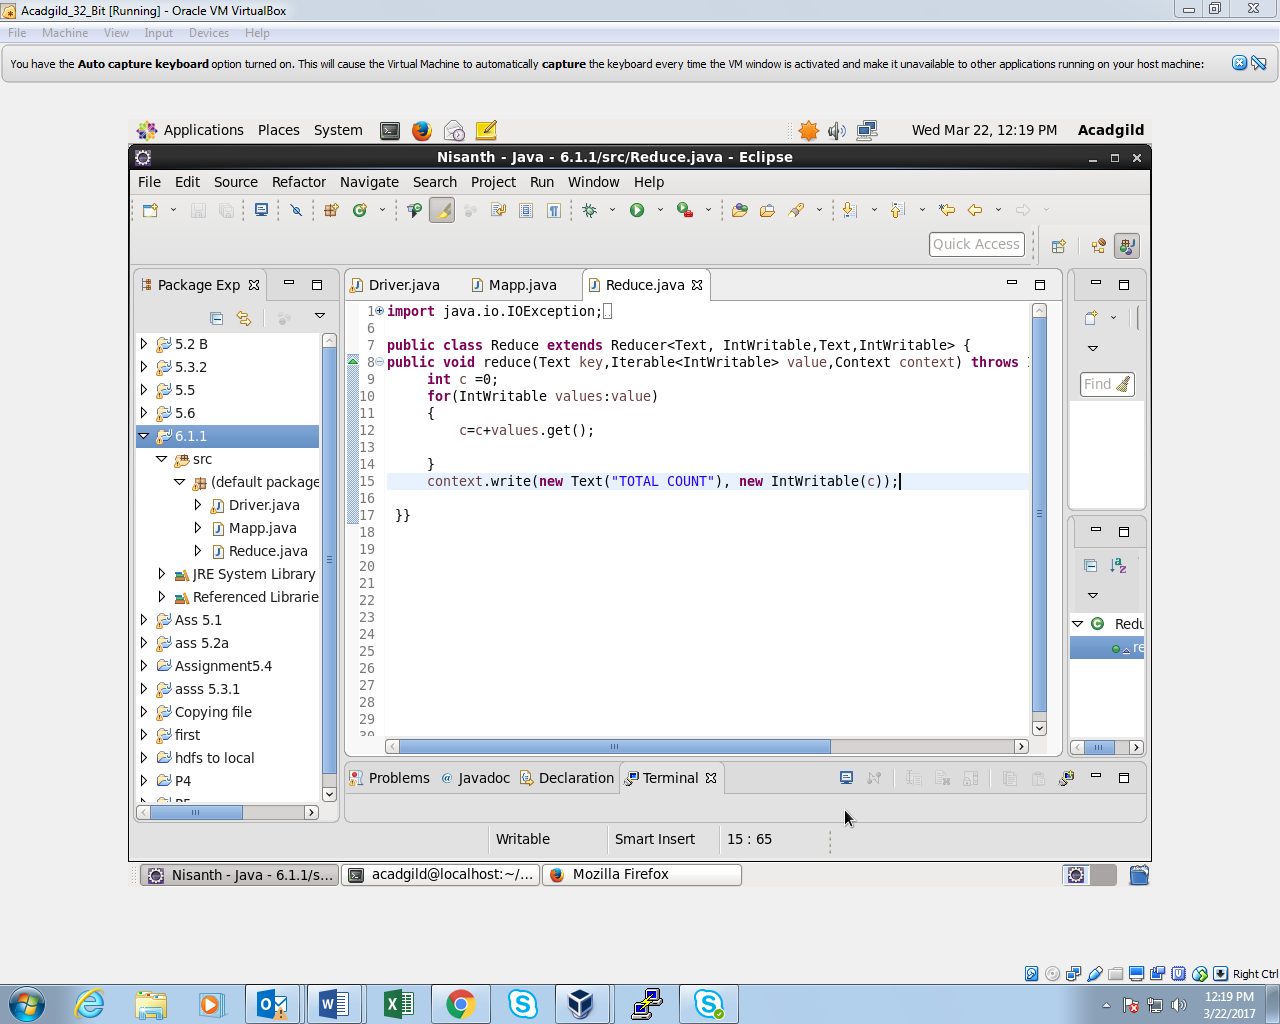 Acadgild_32_Bit [Running] - Oracle VM VirtualBox
File Machine View Input Devices Help
You have the Auto capture keyboard option turned on. This will cause the Virtual Machine to automatically capture the keyboard every time the VM window is activated and make it unavailable to other applications running on your host machine:
Applications Places System Wed Mar 22, 12:19 PM Acadgild
Nisanth - Java - 6.1.1/src/Reduce.java - Eclipse
File Edit Source Refactor Navigate Search Project Run Window Help
Quick Access
Package Exp
5.2 B
5.3.2
5.5
5.6
6.1.1
src
(default package
Driver.java
Mapp.java
Reduce.java
JRE System Library
Referenced Librarie
Ass 5.1
ass 5.2a
Assignment5.4
asss 5.3.1
Copying file
first
hdfs to local
P4
Driver.java Mapp.java Reduce.java
1 import java.io.IOException;
6
7 public class Reduce extends Reducer<Text, IntWritable,Text,IntWritable> {
8 public void reduce(Text key,Iterable<IntWritable> value,Context context) throws
9 int c =0;
10 for(IntWritable values:value)
11 {
12 c=c+values.get();
13
14 }
15 context.write(new Text("TOTAL COUNT"), new IntWritable(c));
16
17 }}
18
19
20
21
22
23
24
25
26
27
28
29
Find
Redu
re
Problems @ Javadoc Declaration Terminal
Writable Smart Insert 15 : 65
Nisanth - Java - 6.1.1/s... acadgild@localhost:~/... Mozilla Firefox
Right Ctrl
12:19 PM
3/22/2017